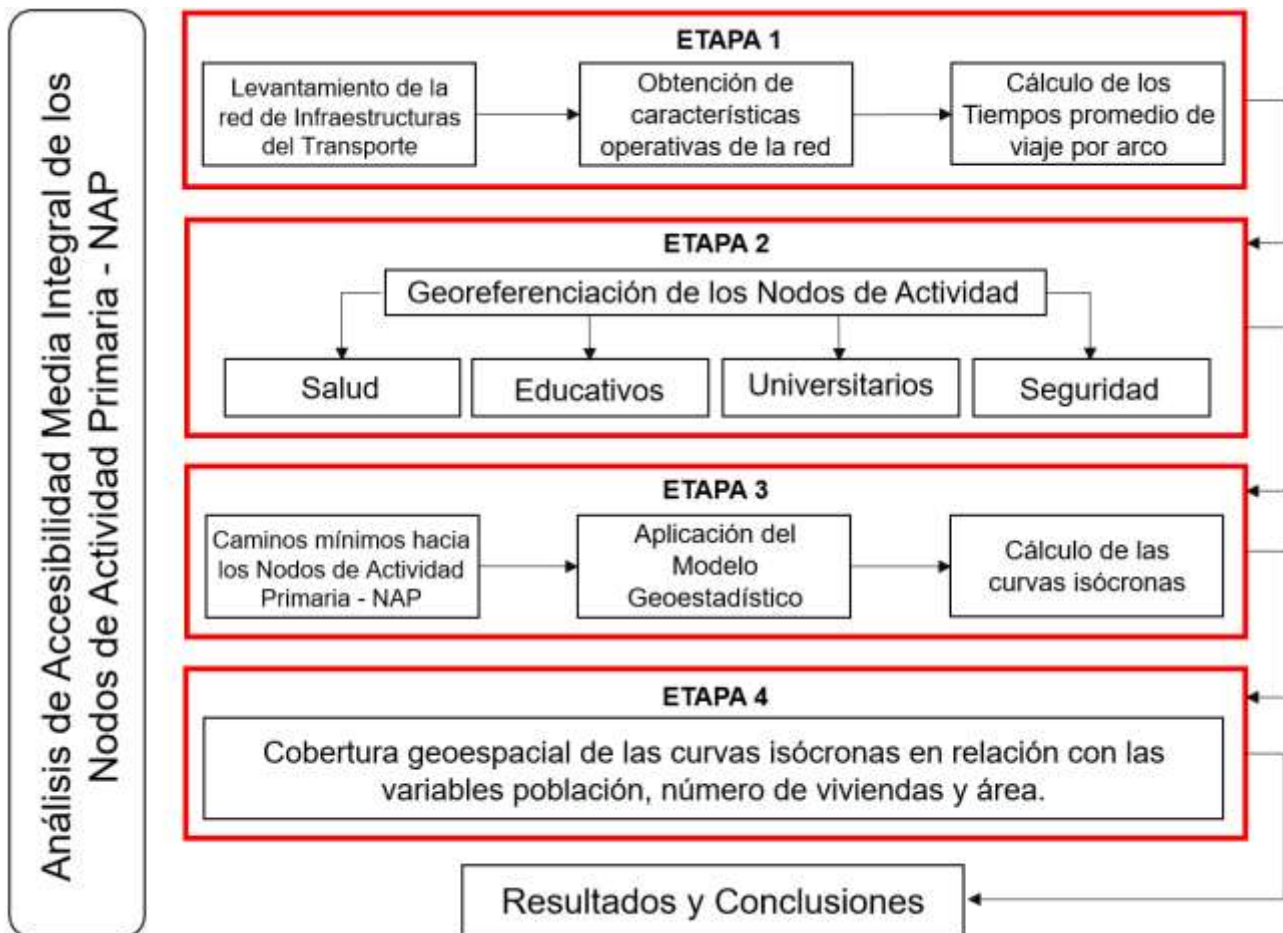 Análisis de Accesibilidad Media Integral de los
Nodos de Actividad Primaria - NAP
ETAPA 1
Levantamiento de la
red de Infraestructuras
del Transporte
Obtención de
características
operativas de la red
Cálculo de los
Tiempos promedio de
viaje por arco
ETAPA 2
Georeferenciación de los Nodos de Actividad
Salud
Educativos
Universitarios
Seguridad
ETAPA 3
Caminos mínimos hacia
los Nodos de Actividad
Primaria - NAP
Aplicación del
Modelo
Geoestadístico
Cálculo de las
curvas isócronas
ETAPA 4
Cobertura geoespacial de las curvas isócronas en relación con las
variables población, número de viviendas y área.
Resultados y Conclusiones